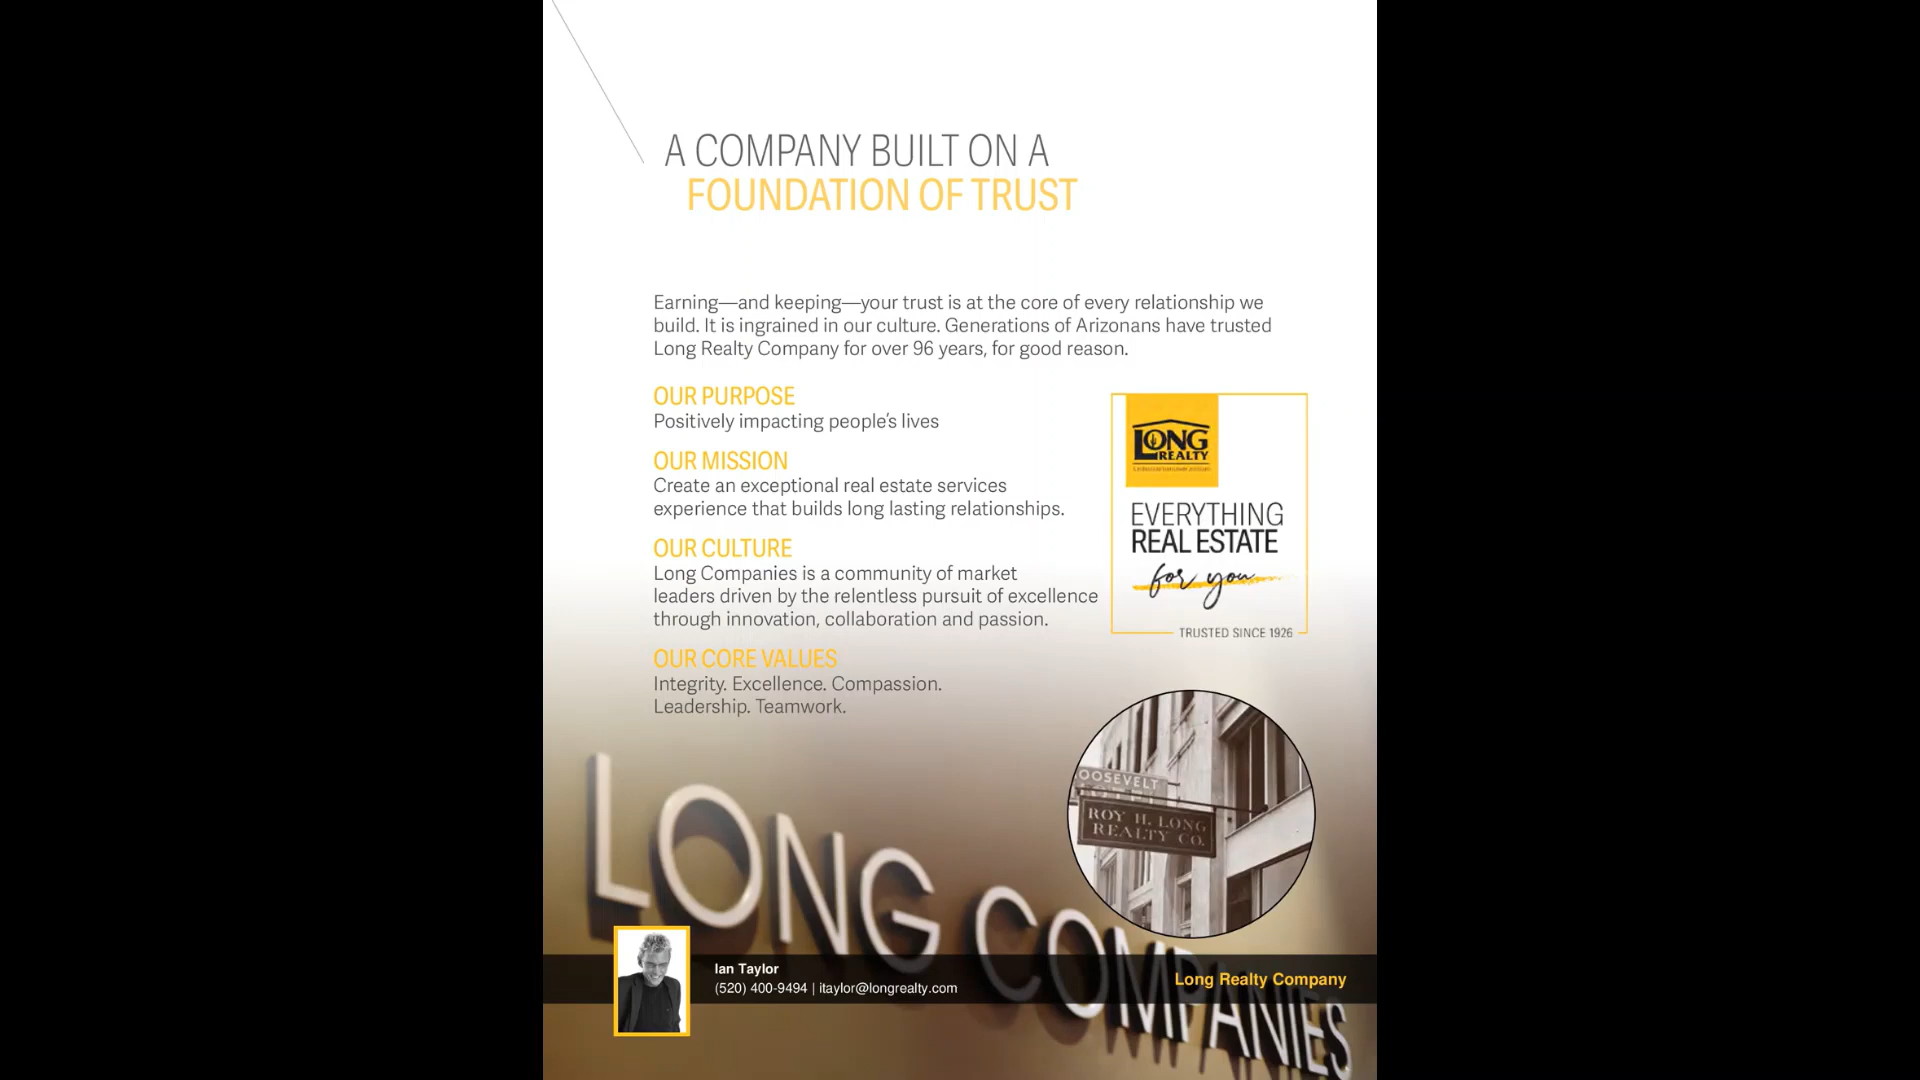 A COMPANY BUILT ON A
FOUNDATION OF TRUST
Earning—and keeping—your trust is at the core of every relationship we
build. It is ingrained in our culture. Generations of Arizonans have trusted
Long Realty Company for over 96 years, for good reason.
OUR PURPOSE
Positively impacting people's lives
OUR MISSION
Create an exceptional real estate services
experience that builds long lasting relationships.
OUR CULTURE
Long Companies is a community of market
leaders driven by the relentless pursuit of excellence
through innovation, collaboration and passion.
OUR CORE VALUES
Integrity. Excellence. Compassion.
Leadership. Teamwork.
LONG
REALTY
EVERYTHING
REAL ESTATE
for you
TRUSTED SINCE 1926
OOSEVELT
ROY H. LONG
REALTY CO.
LONG COMPANIES
Ian Taylor
(520) 400-9494 | itaylor@longrealty.com
Long Realty Company